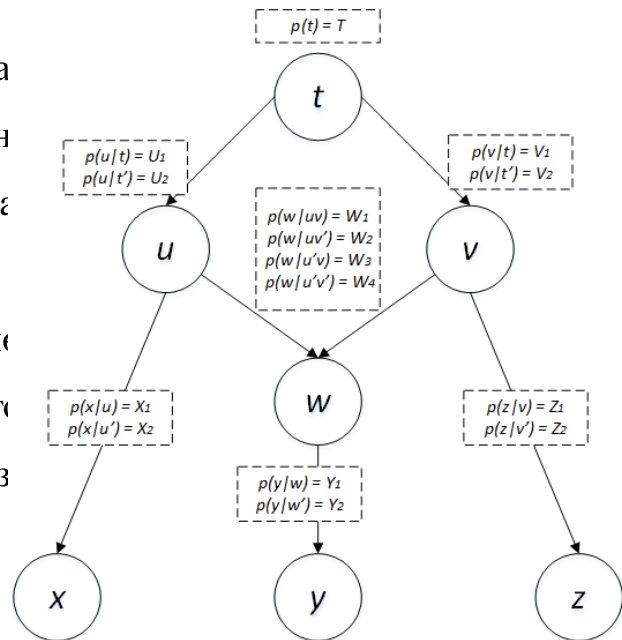 p(t) = T
t
p(u|t) = U₁
p(u|t’) = U₂
p(v|t) = V₁
p(v|t’) = V₂
p(w|uv) = W₁
p(w|uv’) = W₂
p(w|u’v) = W₃
p(w|u’v’) = W₄
u
v
w
p(x|u) = X₁
p(x|u’) = X₂
p(z|v) = Z₁
p(z|v’) = Z₂
p(y|w) = Y₁
p(y|w’) = Y₂
x
y
z